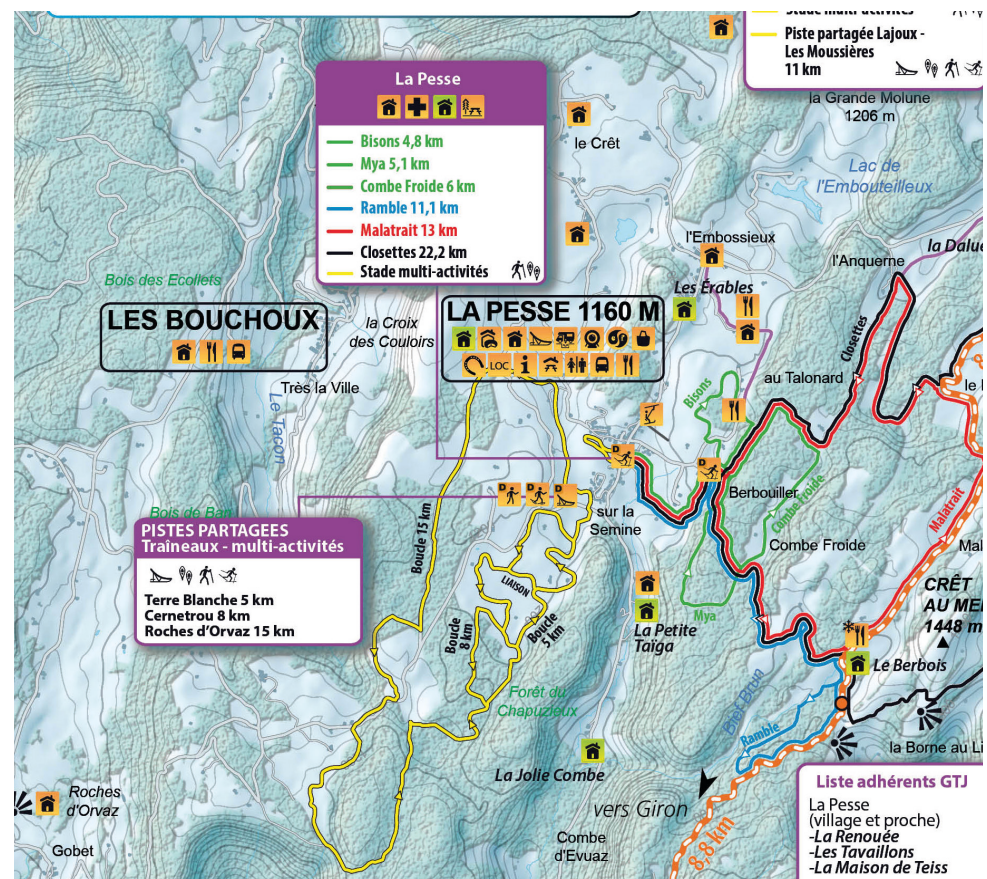 Stade multi-activités
Piste partagée Lajoux -
Les Moussières
11 km
la Grande Molune
1206 m
La Pesse
Bisons 4,8 km
Mya 5,1 km
Combe Froide 6 km
Ramble 11,1 km
Malatrait 13 km
Closettes 22,2 km
Stade multi-activités
le Crêt
Lac de
l'Embouteilleux
l'Embossieux
la Dalue
l'Anquerne
Bois des Ecollets
Les Érables
LES BOUCHOUX
la Croix
des Couloirs
LA PESSE 1160 M
LOC
Closettes
au Talonard
Très la Ville
Le Tacon
Bisons
D
D
Berbouiller
Combe Froide
Malatrait
D
D
D
sur la
Semine
Boucle 15 km
Bois de Ban
PISTES PARTAGEES
Traîneaux - multi-activités
Terre Blanche 5 km
Cernetrou 8 km
Roches d'Orvaz 15 km
Combe Froide
LIAISON
Boucle
8 km
Boucle
5 km
Mya
La Petite
Taïga
CRÊT
1448 m
*
Le Berbois
Forêt du
Chapuzieux
Ramble
la Borne au Li
La Jolie Combe
vers Giron
8,8 km
Roches
d'Orvaz
Gobet
Combe
d'Evuaz
Liste adhérents GTJ
La Pesse
(village et proche)
-La Renouée
-Les Tavaillons
-La Maison de Teiss